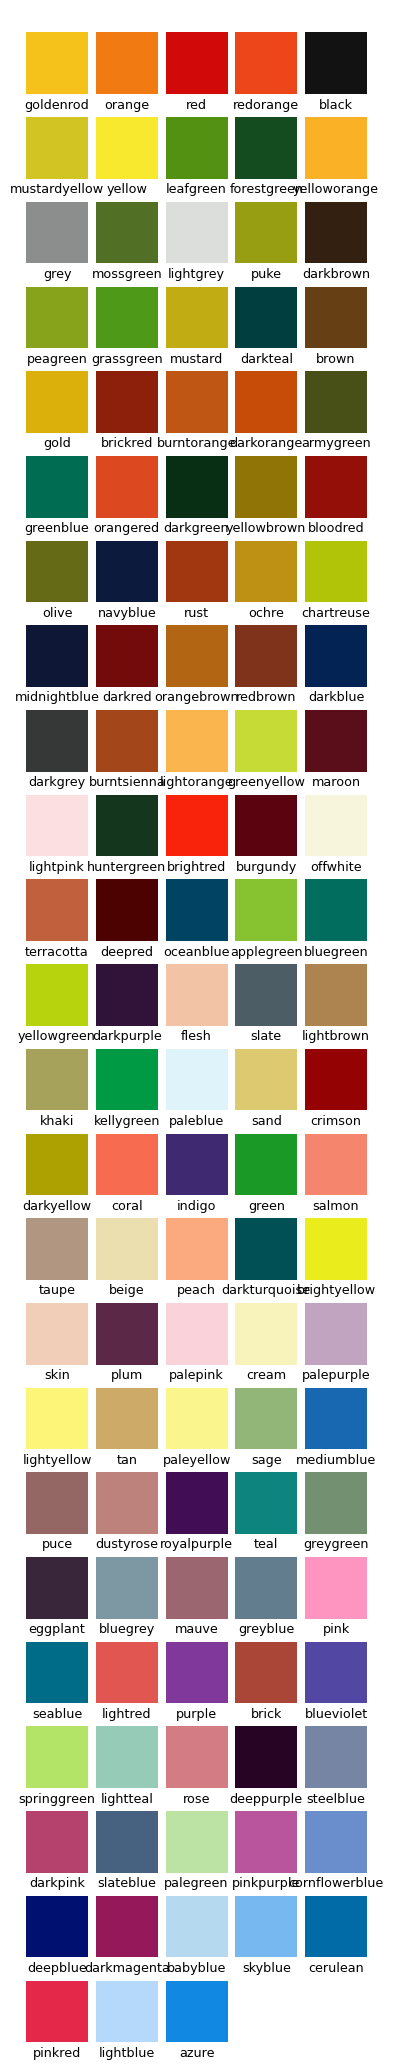 goldenrod orange red redorange black
mustardyellow yellow leafgreen forestgreen yelloworange
grey mossgreen lightgrey puke darkbrown
peagreen grassgreen mustard darkteal brown
gold brickred burntorange darkorange armygreen
greenblue orangered darkgreen yellowbrown bloodred
olive navyblue rust ochre chartreuse
midnightblue darkred orangebrown redbrown darkblue
darkgrey burntsienna lightorange greenyellow maroon
lightpink huntergreen brightred burgundy offwhite
terracotta deepred oceanblue applegreen bluegreen
yellowgreen darkpurple flesh slate lightbrown
khaki kellygreen paleblue sand crimson
darkyellow coral indigo green salmon
taupe beige peach darkturquoise brightyellow
skin plum palepink cream palepurple
lightyellow tan paleyellow sage mediumblue
puce dustyrose royalpurple teal greygreen
eggplant bluegrey mauve greyblue pink
seablue lightred purple brick blueviolet
springgreen lightteal rose deeppurple steelblue
darkpink slateblue palegreen pinkpurple cornflowerblue
deepblue darkmagenta babyblue skyblue cerulean
pinkred lightblue azure